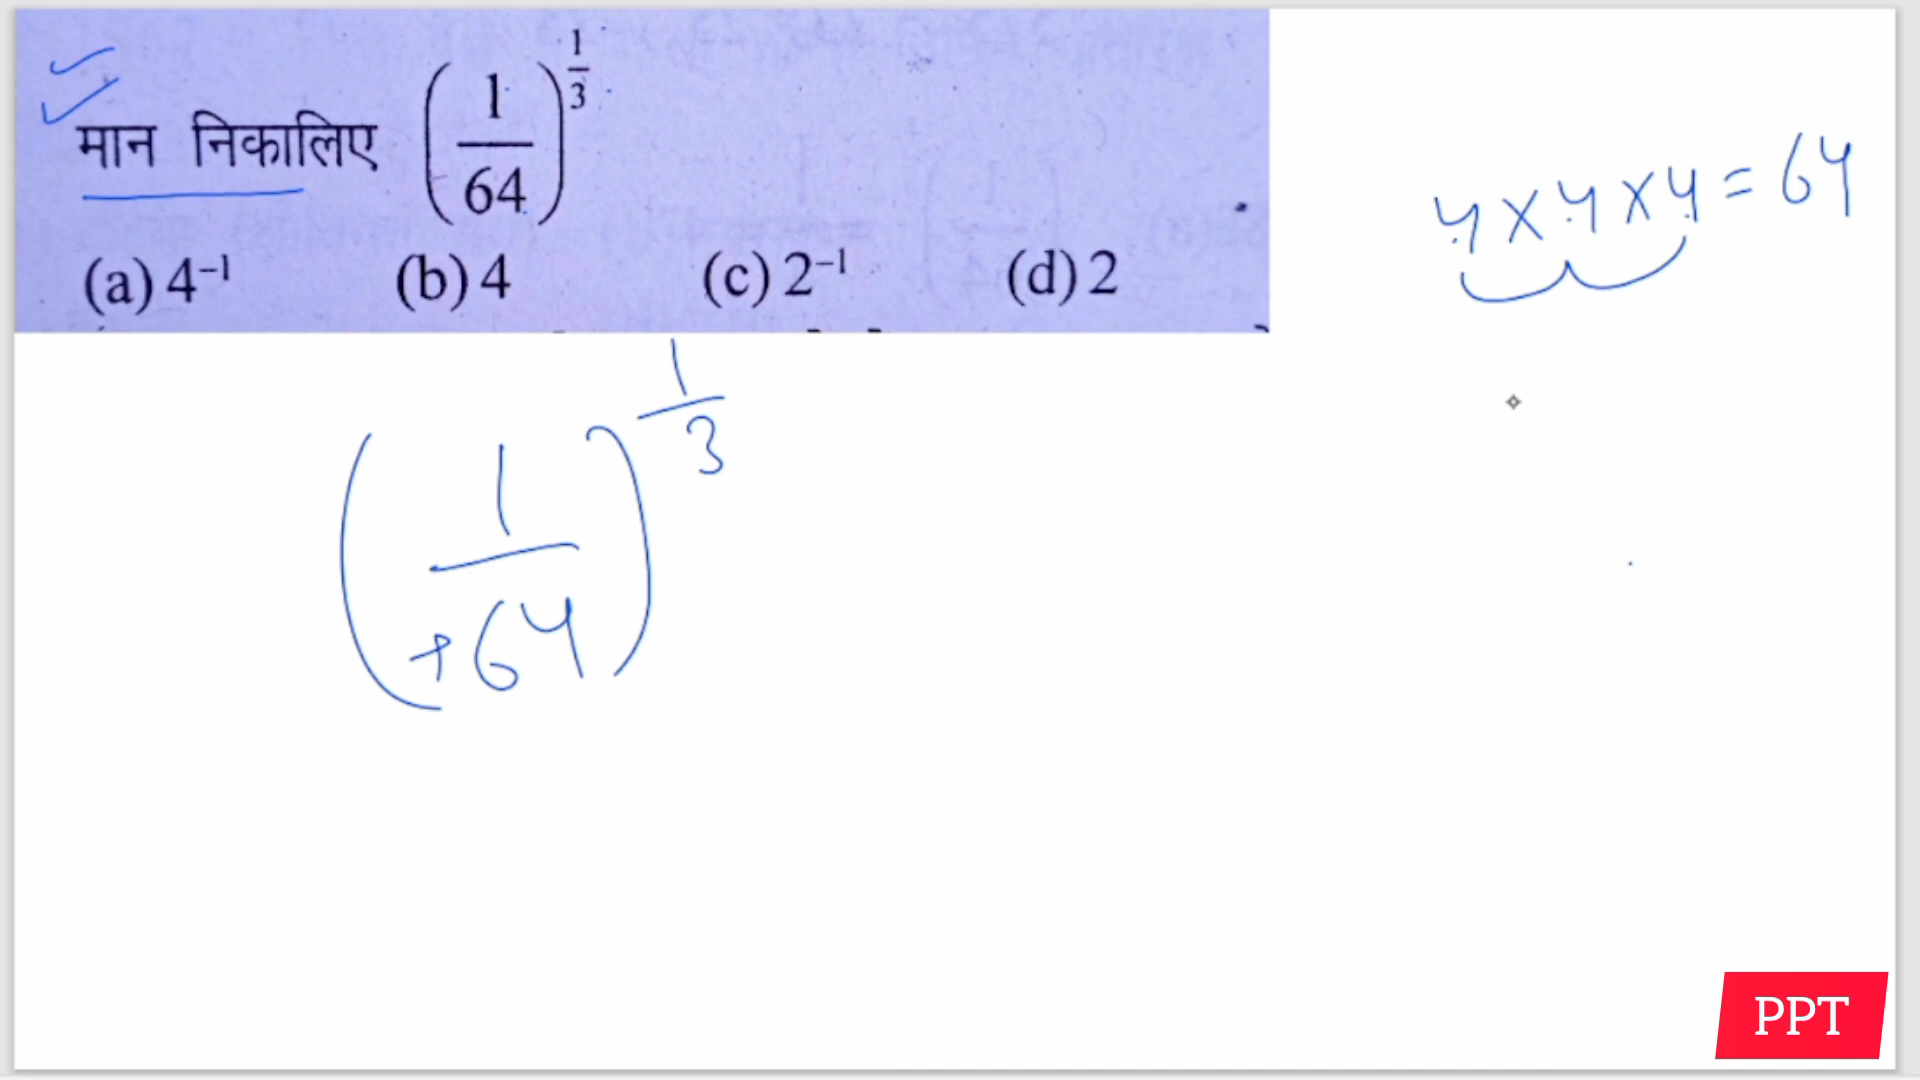 मान निकालिए (1/64)^(1/3)
(a) 4⁻¹ (b) 4 (c) 2⁻¹ (d) 2
4 × 4 × 4 = 64
(1/+64)^(1/3)
PPT